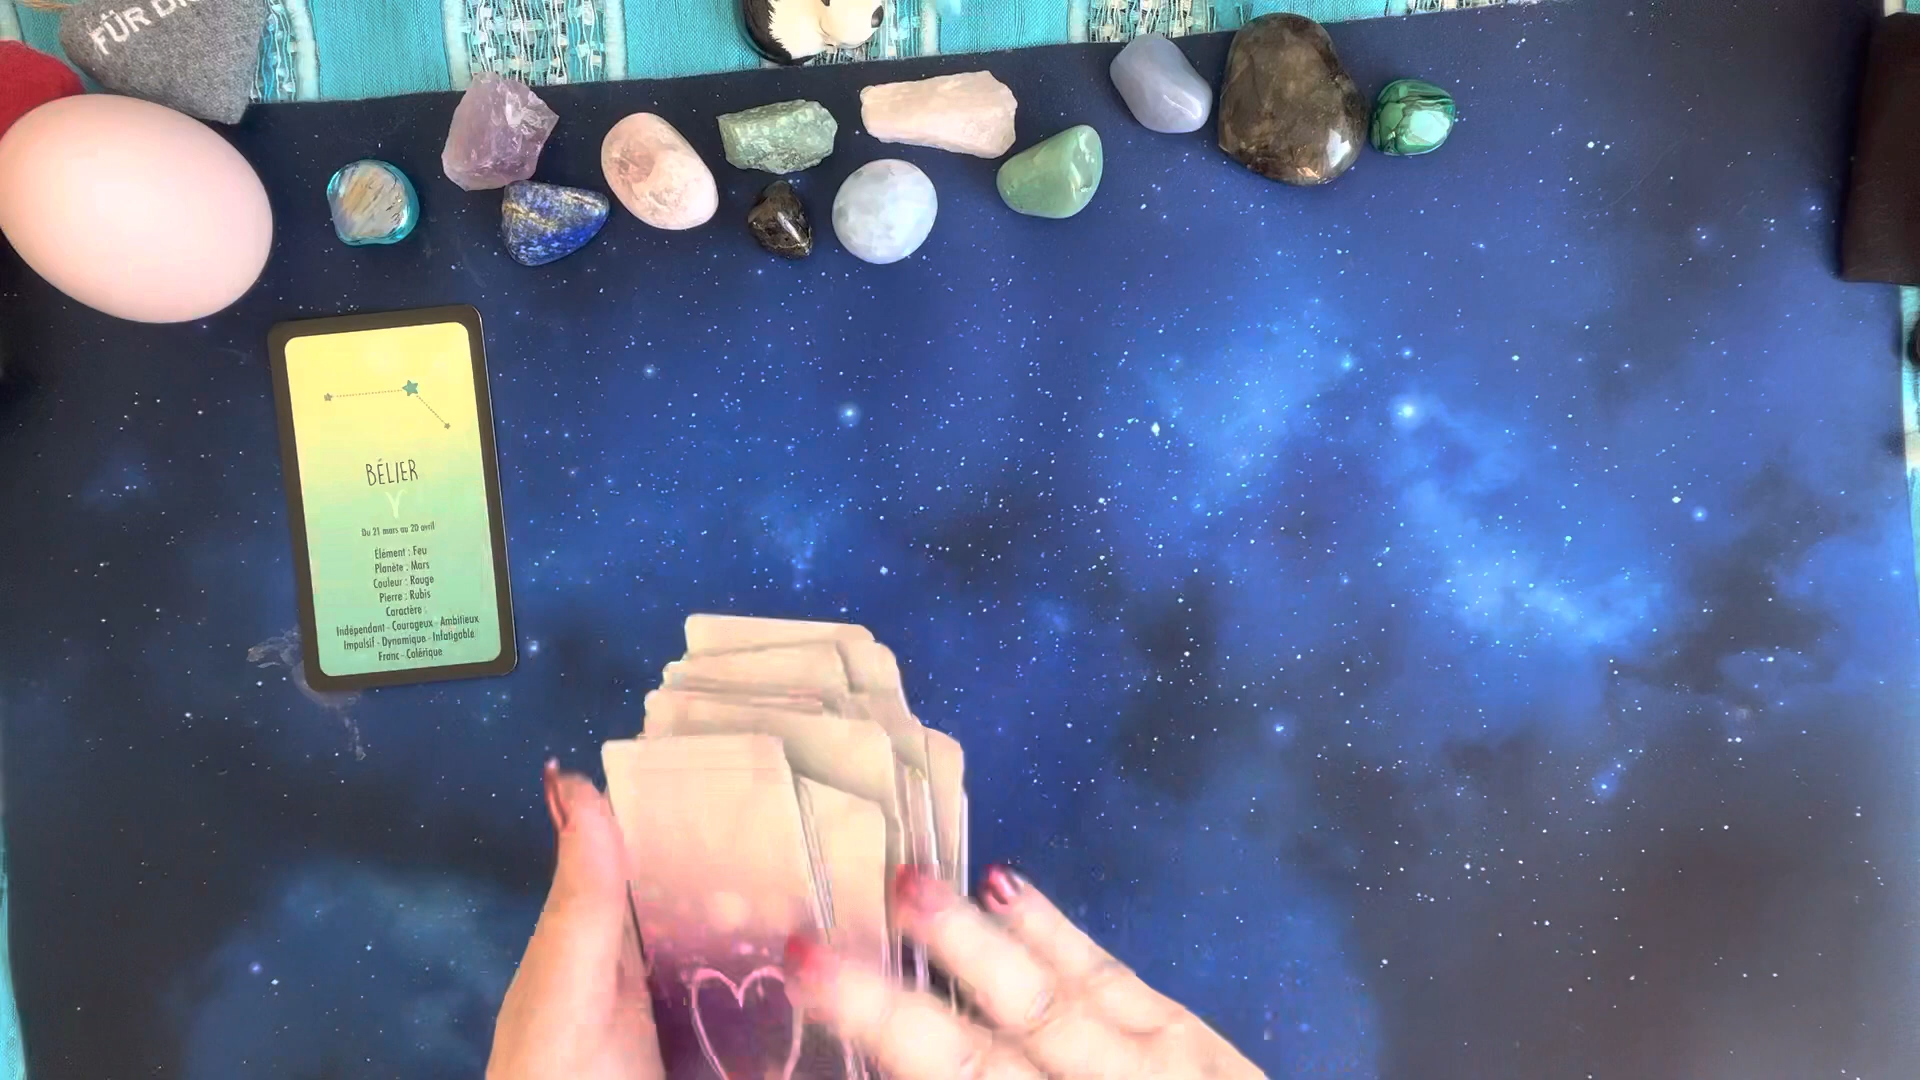 FÜR DI
BÉLIER
Du 21 mars au 20 avril
Élément : Feu
Planète : Mars
Couleur : Rouge
Pierre : Rubis
Caractère :
Indépendant - Courageux - Ambitieux
Impulsif - Dynamique - Infatigable
Franc - Colérique